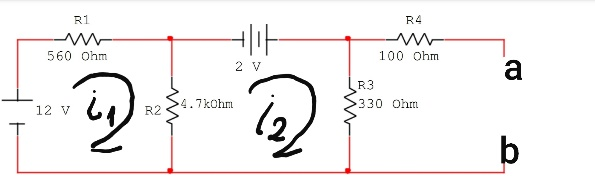 R1
R4
560 Ohm
2 V
100 Ohm
a
12 V
i1
R2
4.7kOhm
i2
R3
330 Ohm
b